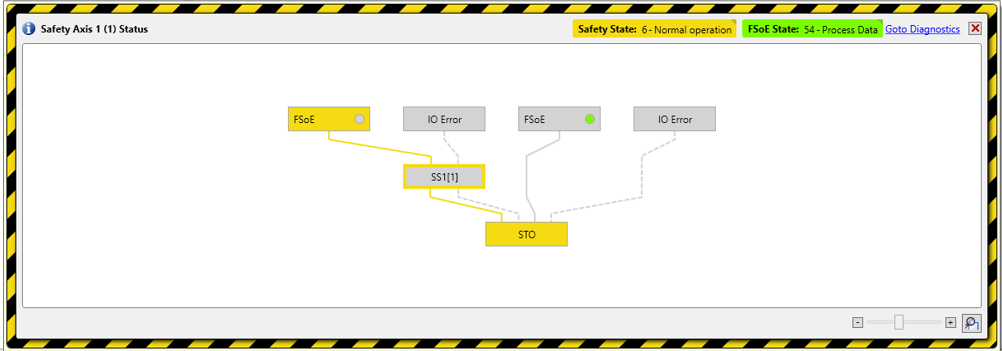 Safety Axis 1 (1) Status
Safety State: 6 - Normal operation
FSoE State: 54 - Process Data
Goto Diagnostics
FSoE
IO Error
FSoE
IO Error
SS1[1]
STO